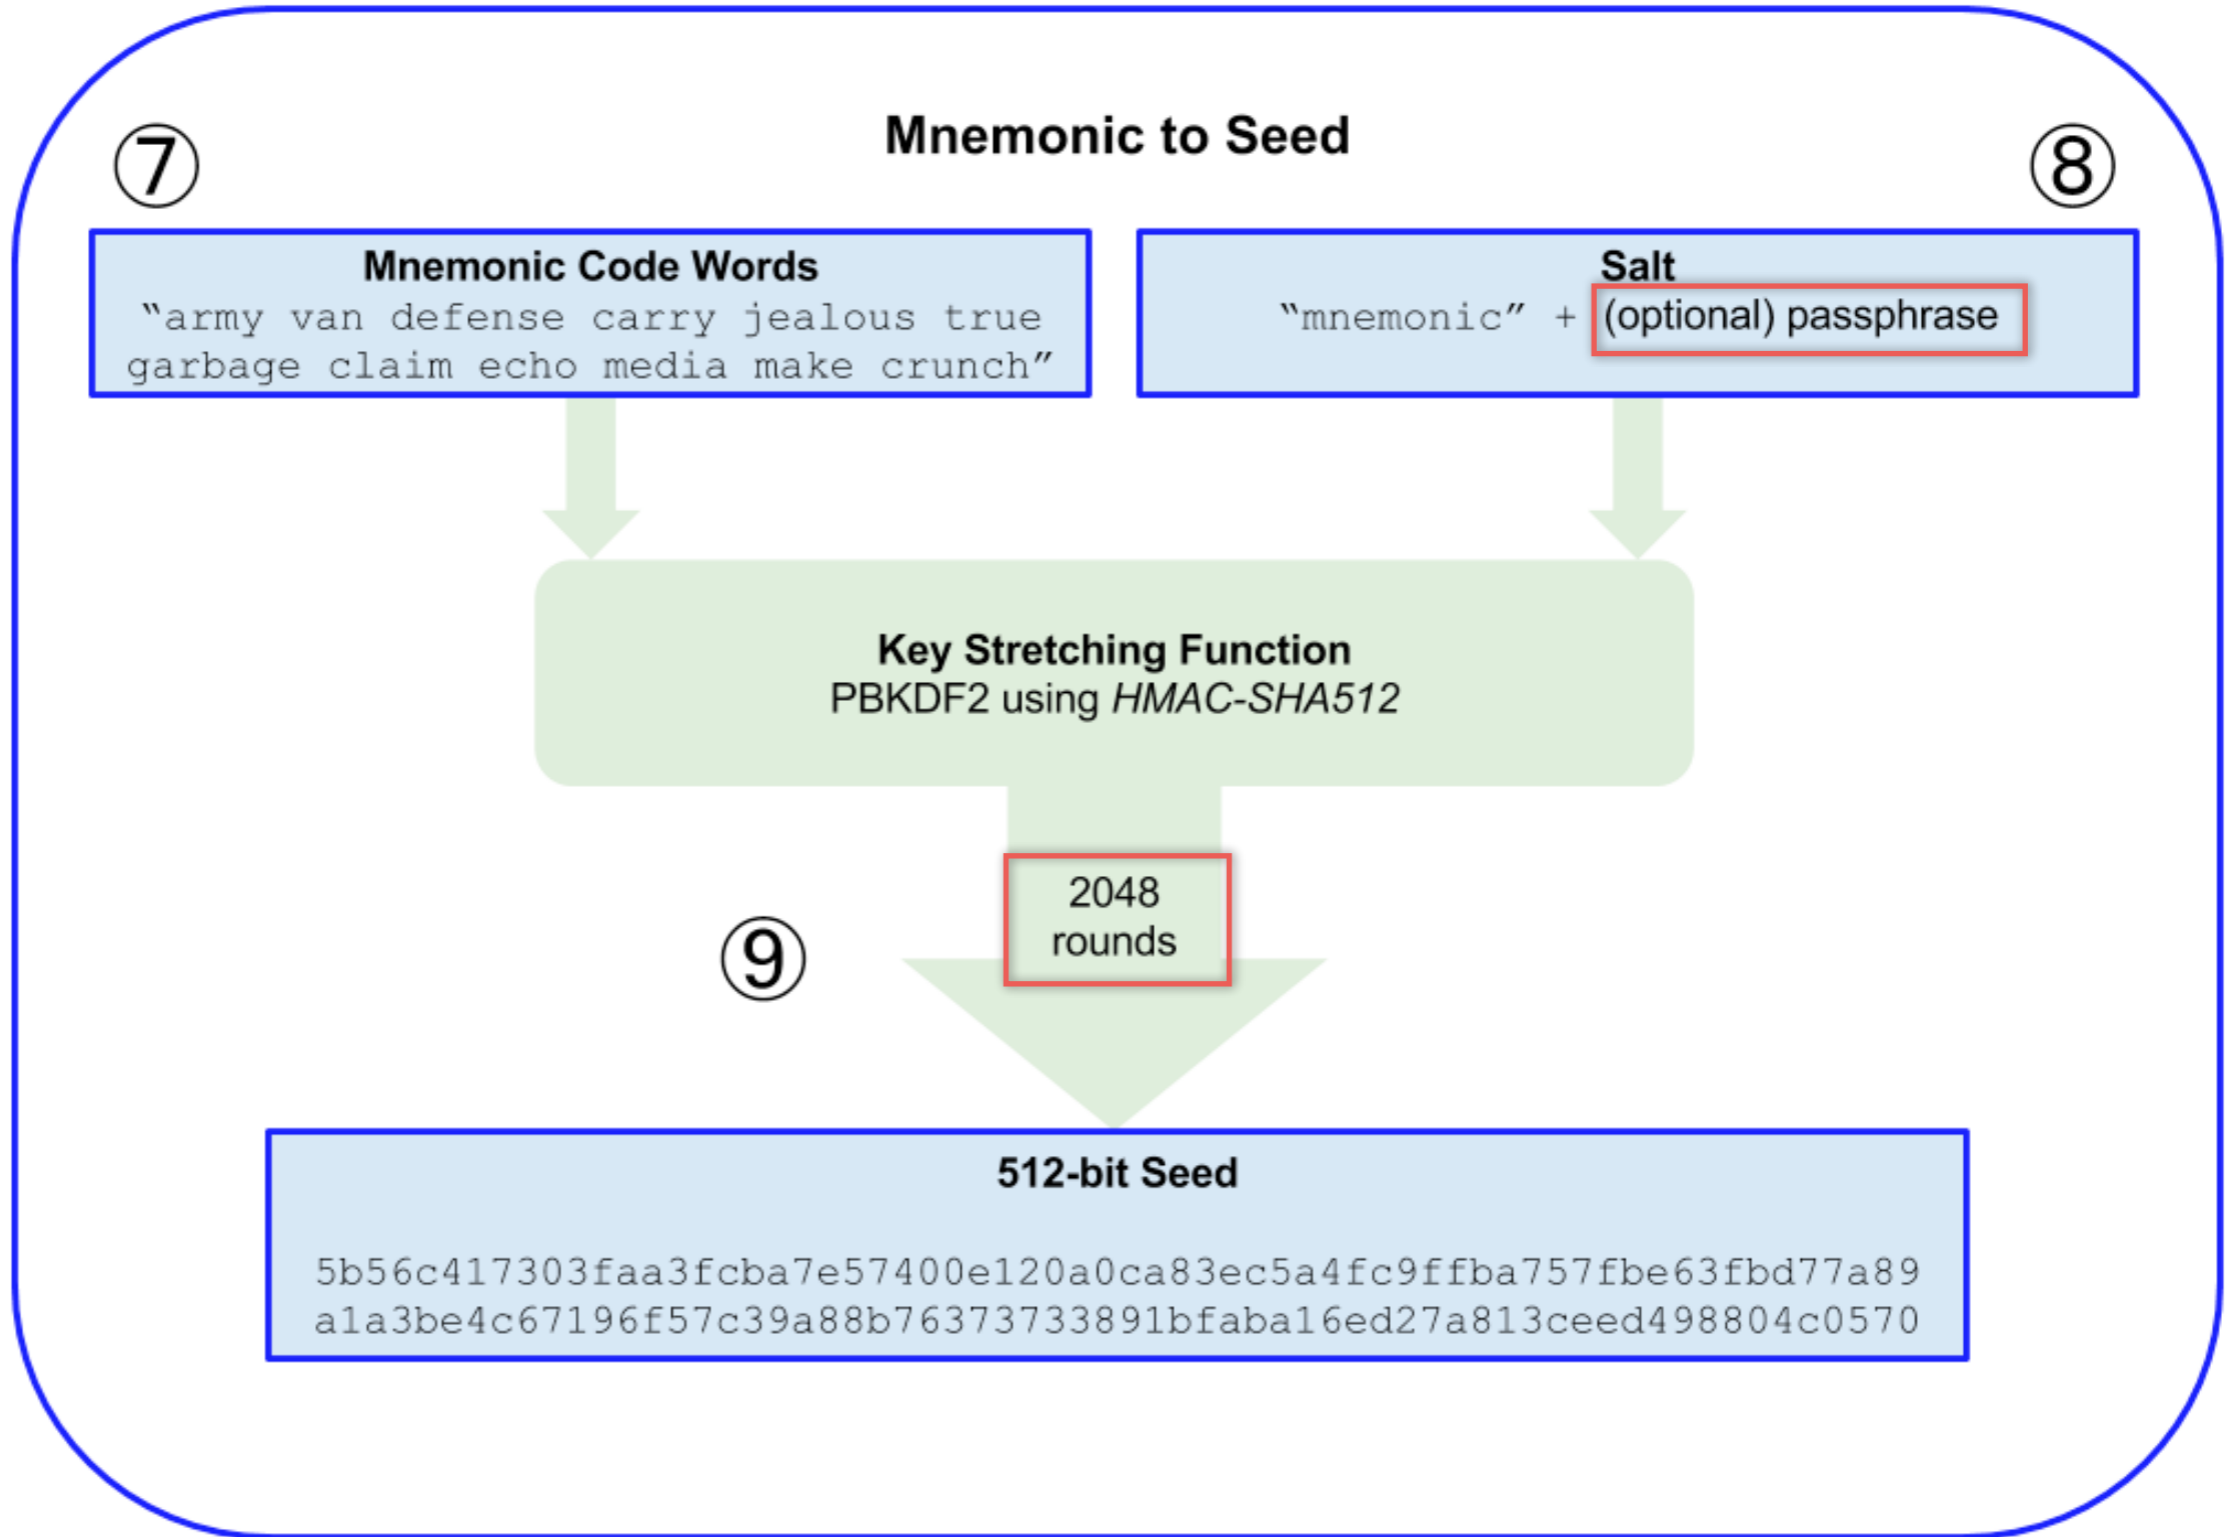 Mnemonic to Seed
⑦
⑧
Mnemonic Code Words
“army van defense carry jealous true
garbage claim echo media make crunch”
Salt
“mnemonic” + (optional) passphrase
Key Stretching Function
PBKDF2 using HMAC-SHA512
2048
rounds
⑨
512-bit Seed
5b56c417303faa3fcba7e57400e120a0ca83ec5a4fc9ffba757fbe63fbd77a89
a1a3be4c67196f57c39a88b76373733891bfaba16ed27a813ceed498804c0570